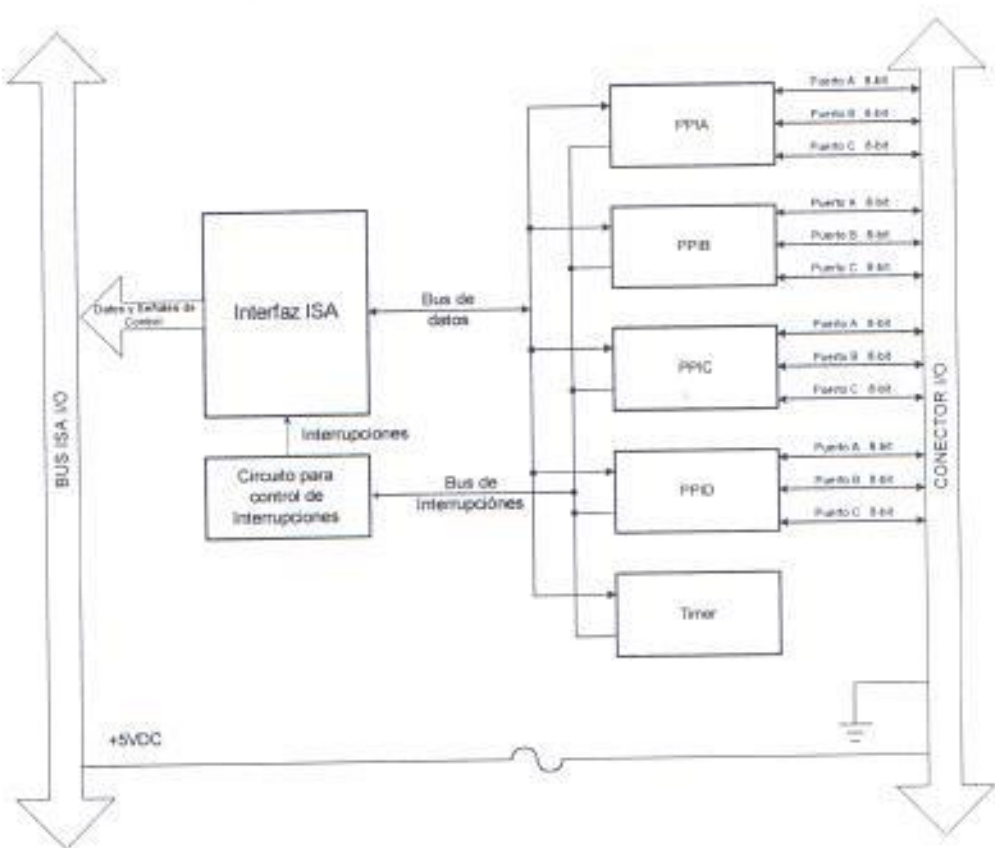 Puerto A 8-bit
PPIA
Puerto B 8-bit
Puerto C 8-bit
Puerto A 8-bit
PPIB
Puerto B 8-bit
Puerto C 8-bit
Datos y Señales de
Control
Interfaz ISA
Bus de
datos
Puerto A 8-bit
PPIC
Puerto B 8-bit
Puerto C 8-bit
BUS ISA I/O
CONECTOR I/O
Interrupciones
Circuito para
control de
Interrupciones
Bus de
Interrupciónes
Puerto A 8-bit
PPID
Puerto B 8-bit
Puerto C 8-bit
Timer
+5VDC